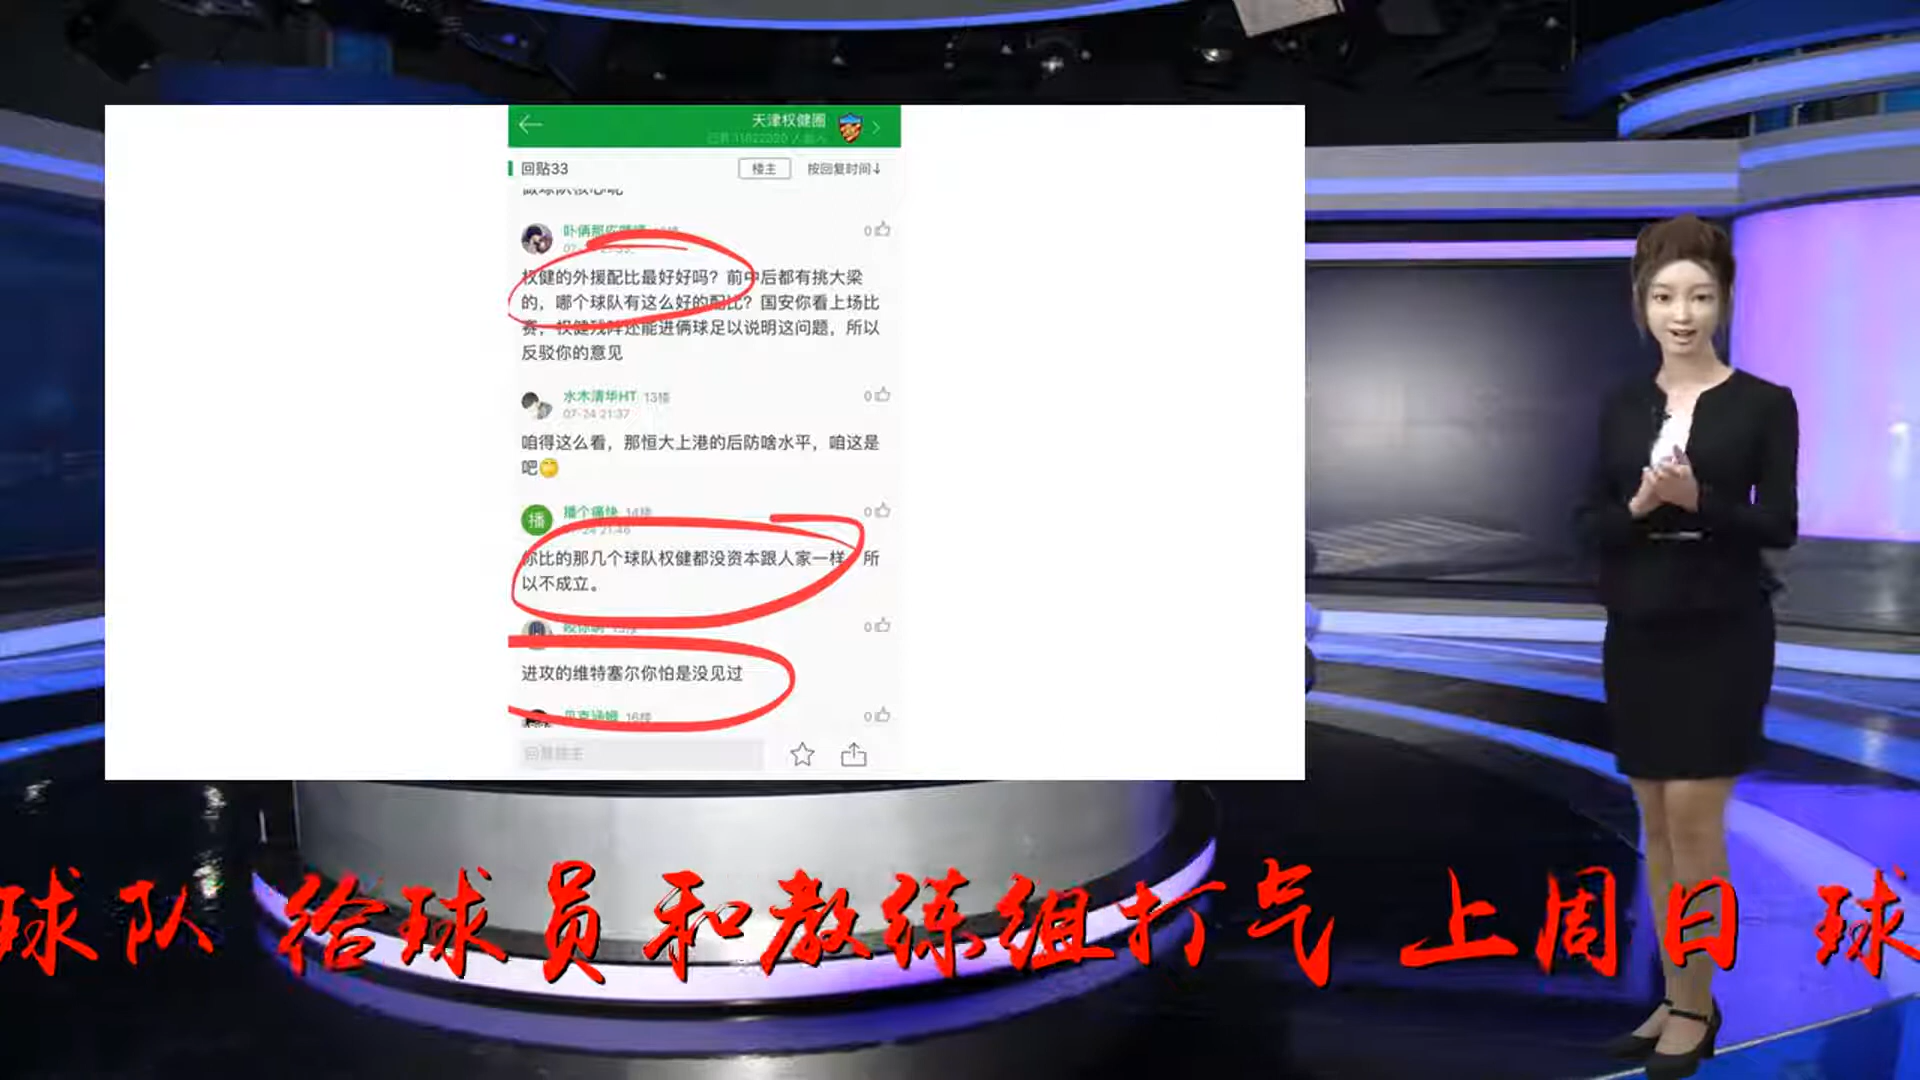 天津权健圈
回贴33
楼主
按回复时间↓
权健的外援配比最好好吗？前中后都有挑大梁
的，哪个球队有这么好的配比？国安你看上场比
赛，权健残阵还能进俩球足以说明这问题，所以
反驳你的意见
0
水木清华HT 13楼
0
07-24 21:37
咱得这么看，那恒大上港的后防啥水平，咱这是
吧
播
播个痛快 14楼
0
07-24 21:46
你比的那几个球队权健都没资本跟人家一样，所
以不成立。
0
进攻的维特塞尔你怕是没见过
16楼
0
球队 给球员和教练组打气 上周日 球